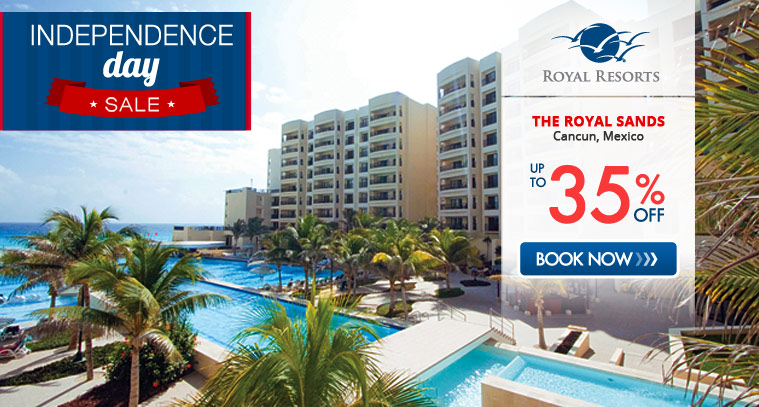 INDEPENDENCE
day
SALE
ROYAL RESORTS
THE ROYAL SANDS
Cancun, Mexico
UP
TO
35%
OFF
BOOK NOW